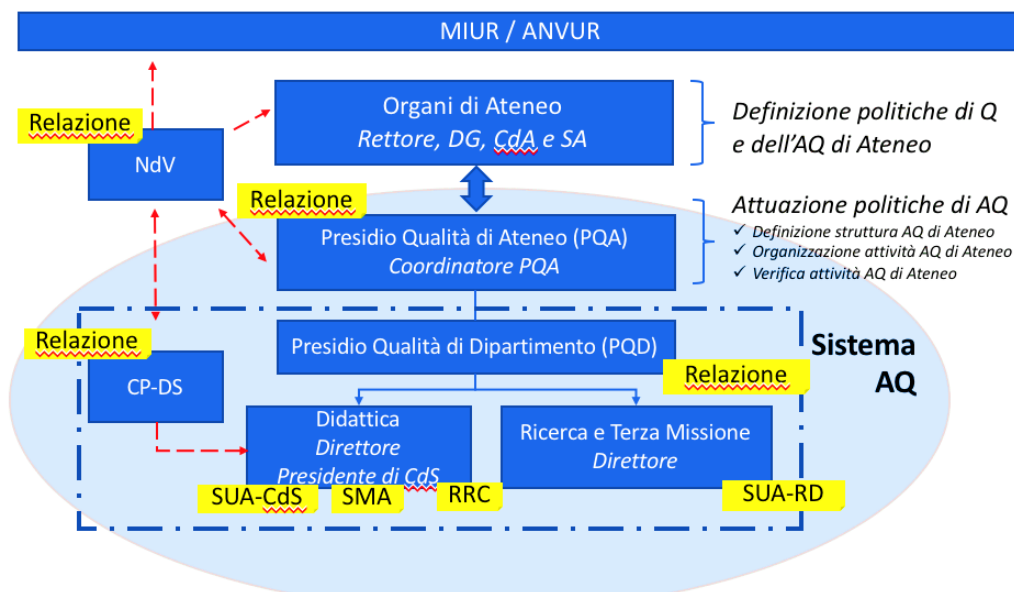 MIUR / ANVUR
Relazione
NdV
Organi di Ateneo
Rettore, DG, CdA e SA
Definizione politiche di Q
e dell'AQ di Ateneo
Relazione
Presidio Qualità di Ateneo (PQA)
Coordinatore PQA
Attuazione politiche di AQ
✓ Definizione struttura AQ di Ateneo
✓ Organizzazione attività AQ di Ateneo
✓ Verifica attività AQ di Ateneo
Relazione
CP-DS
Presidio Qualità di Dipartimento (PQD)
Relazione
Sistema
AQ
Didattica
Direttore
Presidente di CdS
SUA-CdS
SMA
RRC
Ricerca e Terza Missione
Direttore
SUA-RD